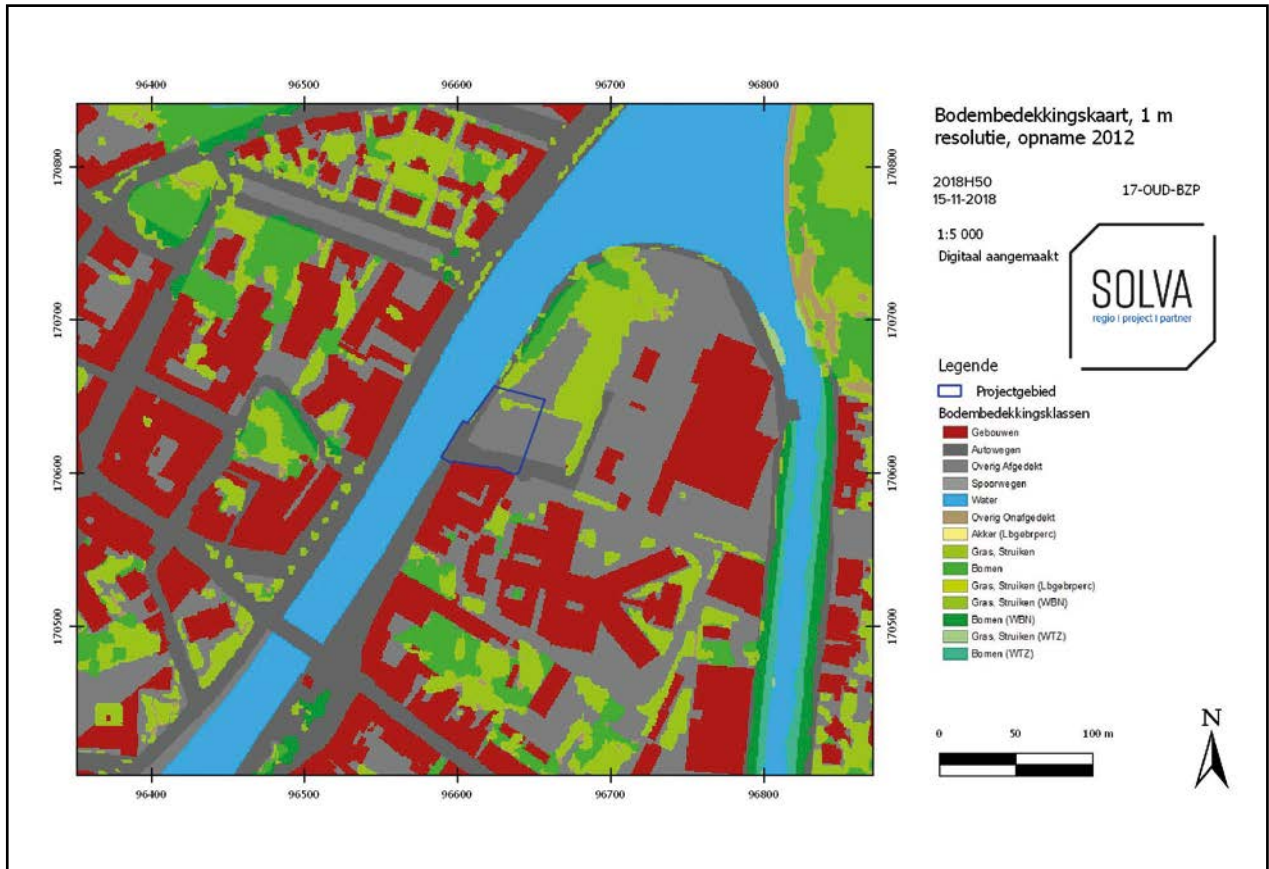 96400 96500 96600 96700 96800
170800 170800
170700 170700
170600 170600
170500 170500
96400 96500 96600 96700 96800
Bodembedekkingskaart, 1 m
resolutie, opname 2012
2018H50
15-11-2018
17-OUD-BZP
1:5 000
Digitaal aangemaakt
SOLVA
regio I project I partner
Legende
Projectgebied
Bodembedekkingsklassen
Gebouwen
Autowegen
Overig Afgedekt
Spoorwegen
Water
Overig Onafgedekt
Akker (Lbgebrperc)
Gras, Struiken
Bomen
Gras, Struiken (Lbgebrperc)
Gras, Struiken (WBN)
Bomen (WBN)
Gras, Struiken (WTZ)
Bomen (WTZ)
0 50 100 m
N